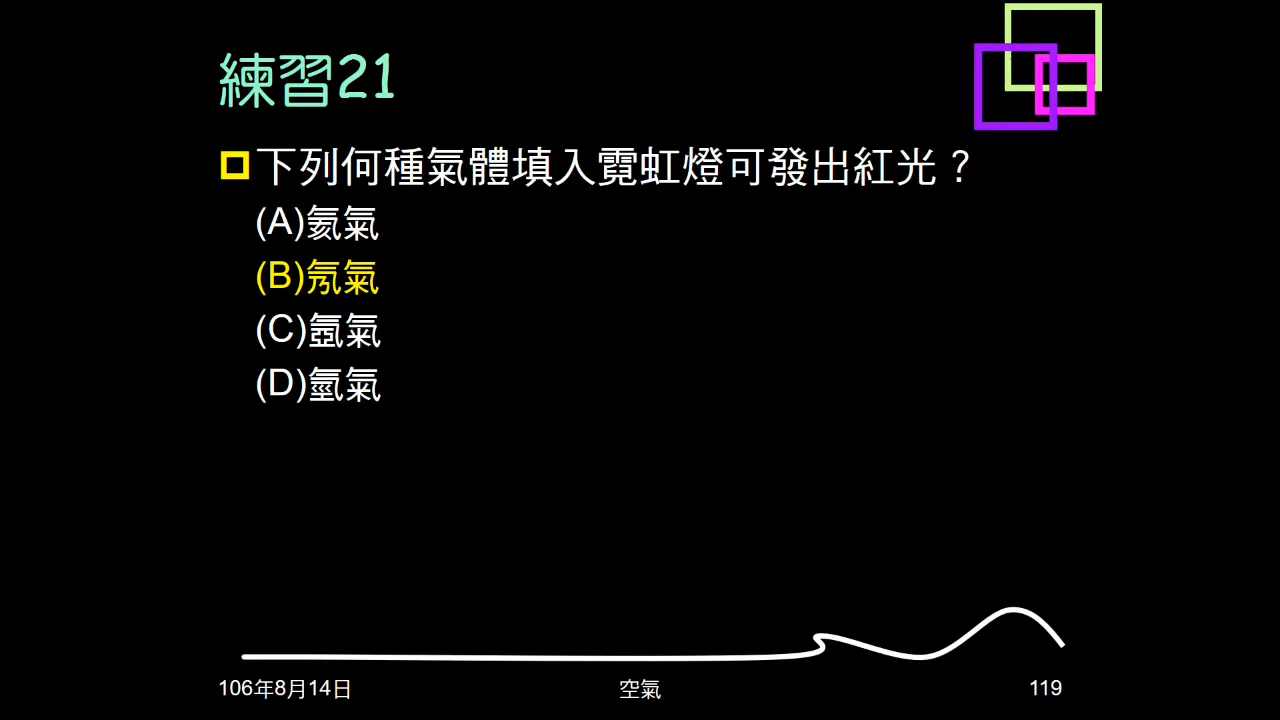 練習21
下列何種氣體填入霓虹燈可發出紅光？
(A)氦氣
(B)氖氣
(C)氬氣
(D)氫氣
106年8月14日
空氣
119